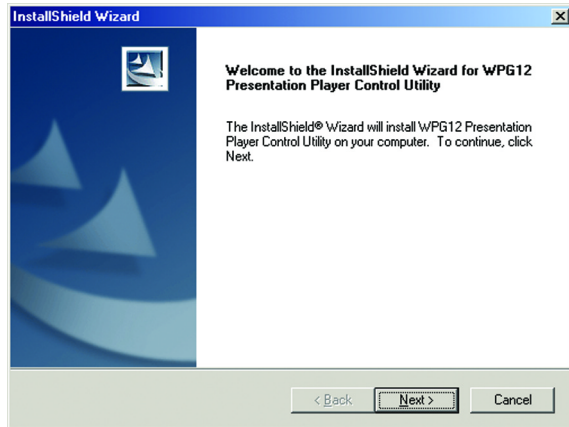 InstallShield Wizard
Welcome to the InstallShield Wizard for WPG12
Presentation Player Control Utility
The InstallShield® Wizard will install WPG12 Presentation
Player Control Utility on your computer. To continue, click
Next.
< Back
Next >
Cancel